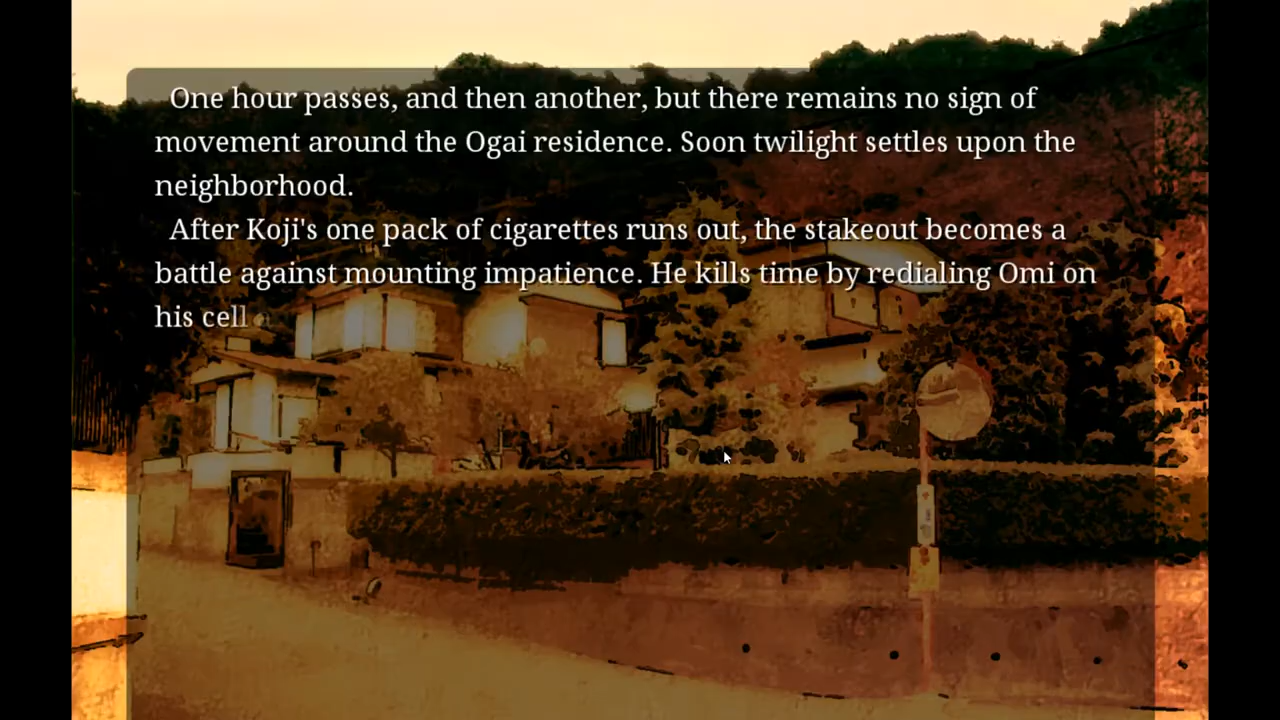 One hour passes, and then another, but there remains no sign of
movement around the Ogai residence. Soon twilight settles upon the
neighborhood.
After Koji's one pack of cigarettes runs out, the stakeout becomes a
battle against mounting impatience. He kills time by redialing Omi on
his cell